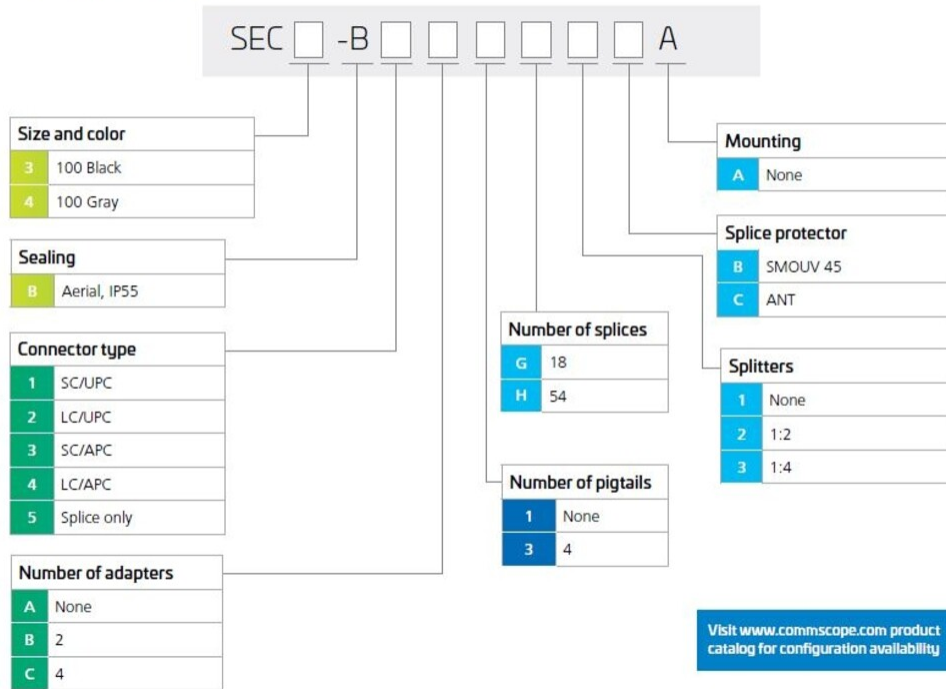 SEC -B A
Size and color
3 100 Black
4 100 Gray
Sealing
B Aerial, IP55
Connector type
1 SC/UPC
2 LC/UPC
3 SC/APC
4 LC/APC
5 Splice only
Number of adapters
A None
B 2
C 4
Number of splices
G 18
H 54
Number of pigtails
1 None
3 4
Mounting
A None
Splice protector
B SMOUV 45
C ANT
Splitters
1 None
2 1:2
3 1:4
Visit www.commscope.com product
catalog for configuration availability